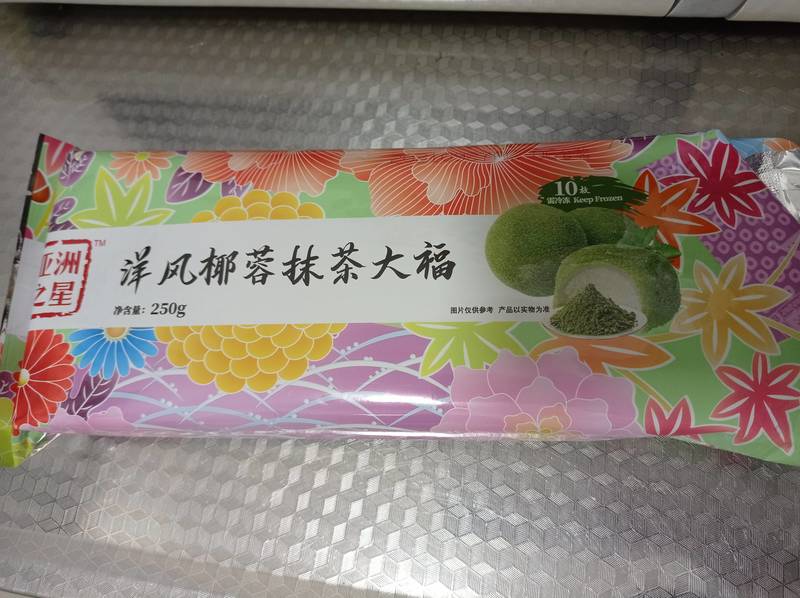 10枚
需冷冻 Keep Frozen
亚洲
之星
TM
洋风椰蓉抹茶大福
净含量: 250g
图片仅供参考 产品以实物为准